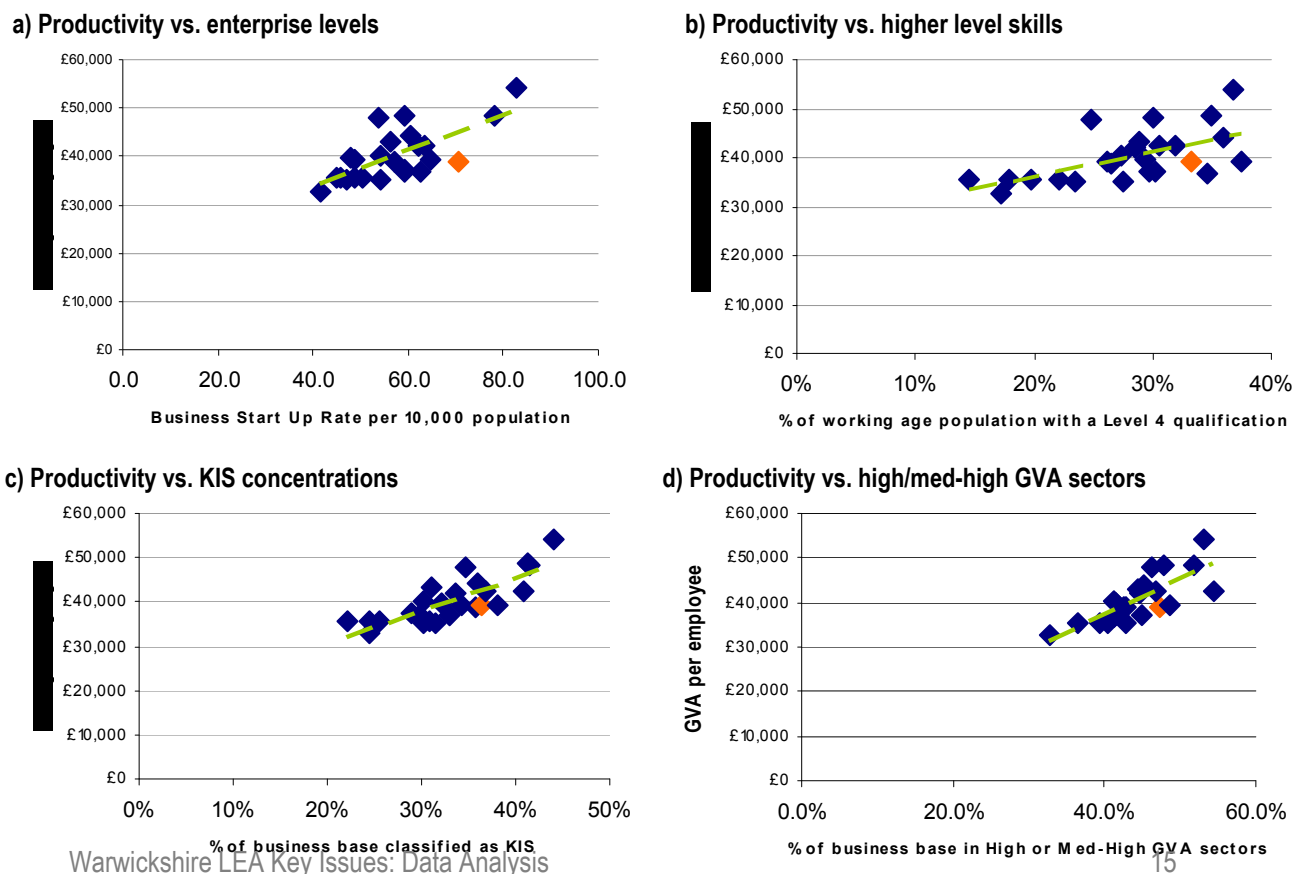 a) Productivity vs. enterprise levels
£60,000
£50,000
£40,000
£30,000
£20,000
£10,000
£0
0.0 20.0 40.0 60.0 80.0 100.0
Business Start Up Rate per 10,000 population
b) Productivity vs. higher level skills
£60,000
£50,000
£40,000
£30,000
£20,000
£10,000
£0
0% 10% 20% 30% 40%
% of working age population with a Level 4 qualification
c) Productivity vs. KIS concentrations
£60,000
£50,000
£40,000
£30,000
£20,000
£10,000
£0
0% 10% 20% 30% 40% 50%
% of business base classified as KIS
d) Productivity vs. high/med-high GVA sectors
GVA per employee
£60,000
£50,000
£40,000
£30,000
£20,000
£10,000
£0
0.0% 20.0% 40.0% 60.0%
% of business base in High or Med-High GVA sectors
Warwickshire LEA Key Issues: Data Analysis
15